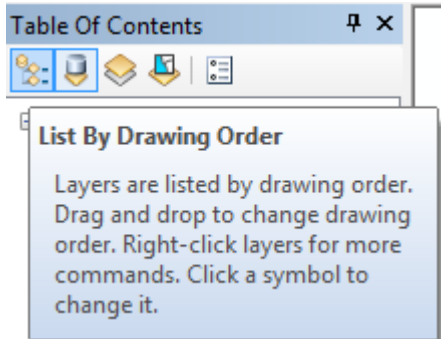 Table Of Contents
List By Drawing Order
Layers are listed by drawing order.
Drag and drop to change drawing
order. Right-click layers for more
commands. Click a symbol to
change it.